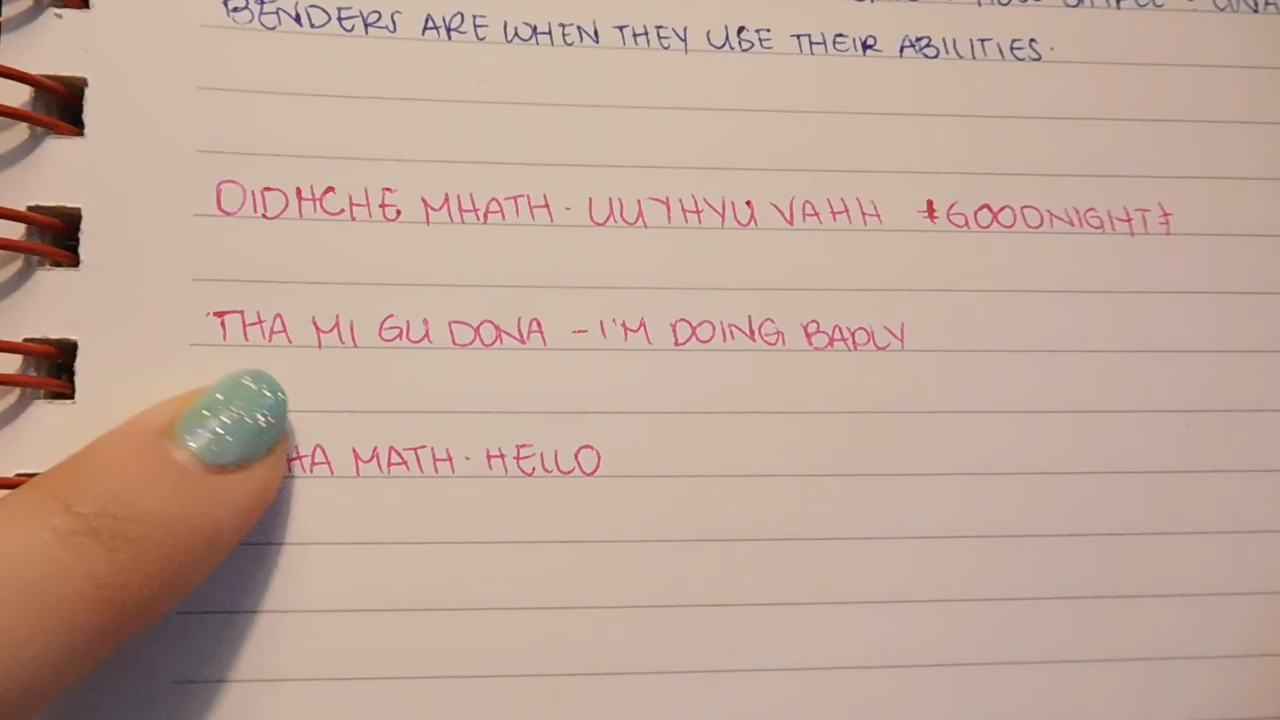 BENDERS ARE WHEN THEY USE THEIR ABILITIES.
OIDHCHE MHATH - UUYHYU VAHH *GOODNIGHT*
THA MI GU DONA - I'M DOING BADLY
MATH - HELLO